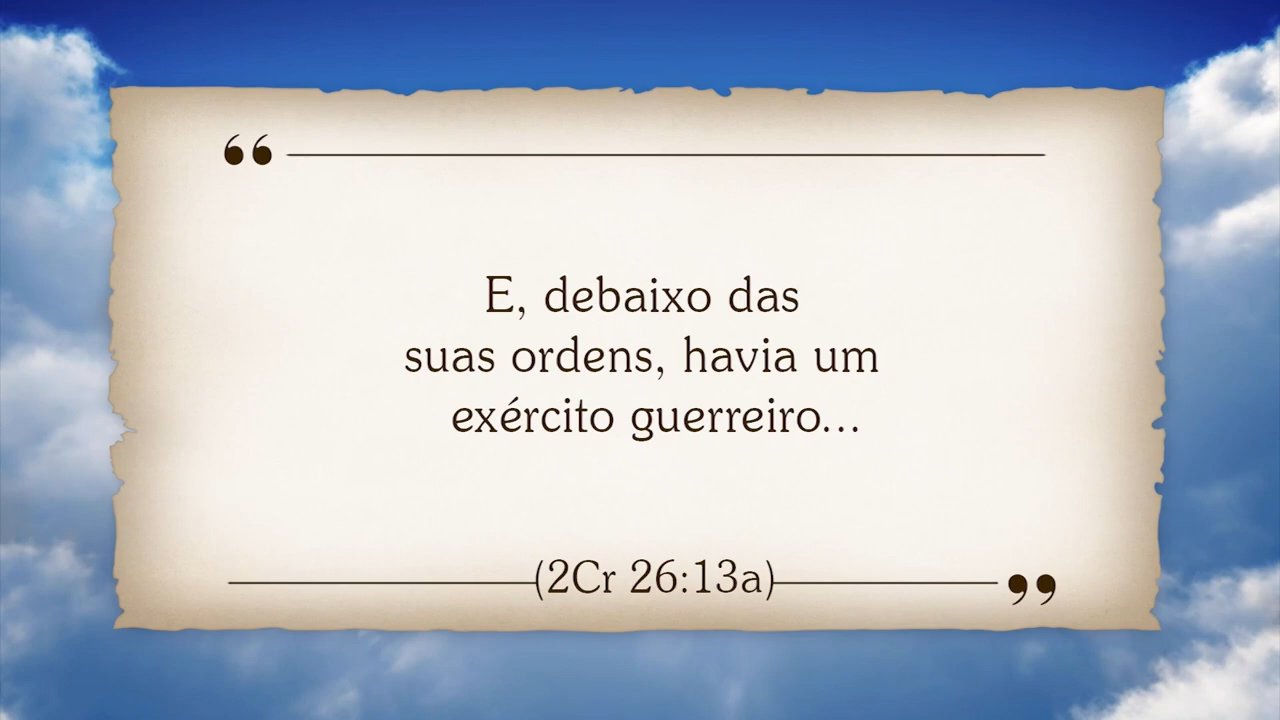 “
E, debaixo das
suas ordens, havia um
exército guerreiro...
(2Cr 26:13a)
”